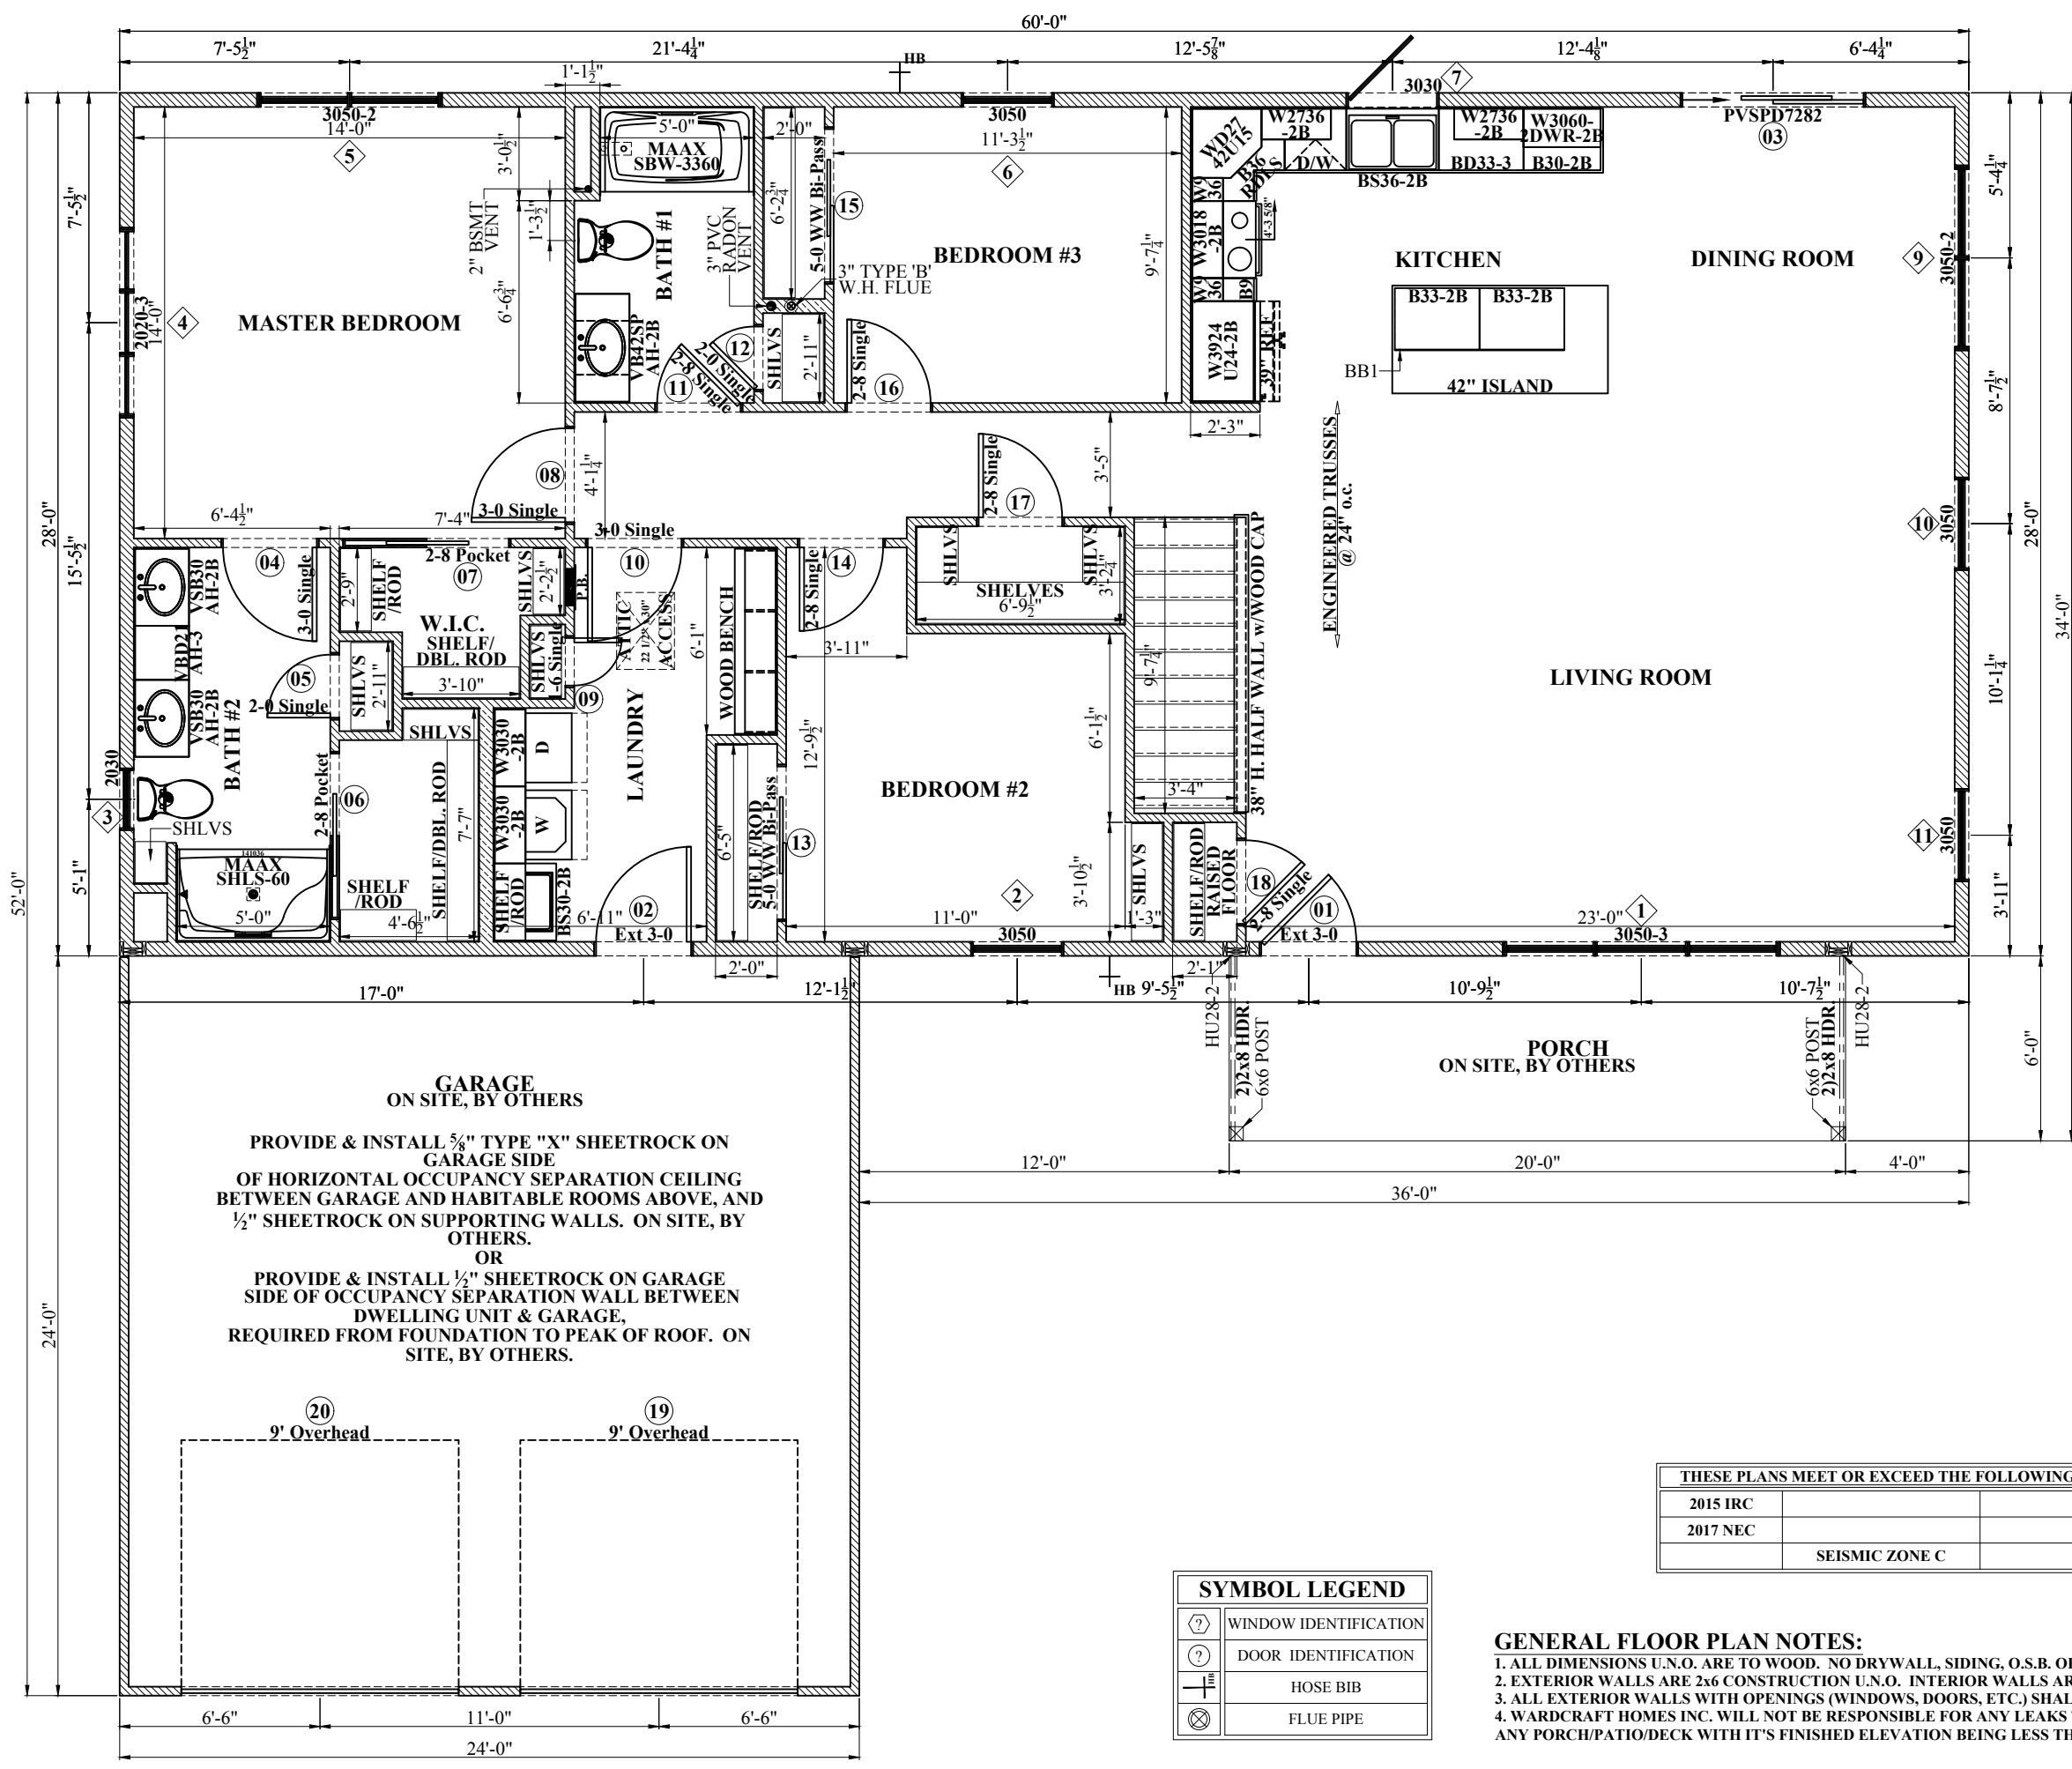 60'-0"
7'-5½"
21'-4¼"
12'-5⅞"
12'-4⅛"
6'-4¼"
1'-1½"
HB
3050-2
14'-0"
5
3050
11'-3½"
6
3030
7
PVSPD7282
03
5'-0"
MAAX
SBW-3360
2'-0"
3'-0½"
6'-2¾"
5-0 WW Bi-Pass
15
WD27
42U15
W2736
-2B
D/W
B36
RDLS
BS36-2B
W2736
-2B
BD33-3
W3060-
2DWR-2B
B30-2B
W9
36
W3018
-2B
4'-3 5/8"
W9
36
B9
W3924
U24-2B
39" REF
2'-3"
7'-5½"
28'-0"
52'-0"
15'-5½"
5'-1"
24'-0"
2020-3
14'-0"
4
MASTER BEDROOM
2" BSMT
VENT
1'-3½"
6'-6¾"
BATH #1
3" PVC
RADON
VENT
3" TYPE 'B'
W.H. FLUE
VB42SP
AH-2B
12
2-0 Single
11
2-8 Single
SHLVS
2'-11"
BEDROOM #3
9'-7¼"
2-8 Single
16
KITCHEN
DINING ROOM
B33-2B
B33-2B
BB1
42" ISLAND
5'-4¼"
9
3050-2
8'-7½"
10
3050
10'-1¼"
11
3050
3'-11"
28'-0"
34'-0"
6'-0"
08
3-0 Single
4'-1¼"
3'-5"
2-8 Single
17
ENGINEERED TRUSSES
@ 24" o.c.
6'-4½"
7'-4"
3-0 Single
04
3-0 Single
2-8 Pocket
07
2'-9"
SHELF
/ROD
SHLVS
2'-2½"
P.B.
10
W.I.C.
SHELF/
DBL. ROD
3'-10"
SHLVS
1-6 Single
09
ATTIC
22 1/2" x 30"
ACCESS
6'-1"
WOOD BENCH
2-8 Single
14
3'-11"
SHLVS
SHLVS
SHELVES
6'-9½"
3'-2¼"
9'-7¼"
3'-4"
38" H. HALF WALL w/WOOD CAP
LIVING ROOM
VSB30
AH-2B
VBD21
AH-3
VSB30
AH-2B
BATH #2
05
2-0 Single
SHLVS
2'-11"
2030
3
SHLVS
2-8 Pocket
06
SHLVS
SHELF/DBL. ROD
7'-7"
SHELF
/ROD
4'-6½"
141036
MAAX
SHLS-60
5'-0"
W3030
-2B
D
W3030
-2B
W
LAUNDRY
SHELF
/ROD
BS30-2B
6'-11"
02
Ext 3-0
6'-5"
SHELF/ROD
5-0 WW Bi-Pass
13
2'-0"
12'-9½"
BEDROOM #2
6'-1½"
3'-10½"
2
11'-0"
3050
SHLVS
1'-3"
SHELF/ROD
RAISED
FLOOR
2'-1"
18
2-8 Single
01
Ext 3-0
23'-0"
1
3050-3
17'-0"
12'-1½"
HB
9'-5½"
10'-9½"
10'-7½"
HU28-2
2)2x8 HDR.
6x6 POST
PORCH
ON SITE, BY OTHERS
6x6 POST
2)2x8 HDR.
HU28-2
12'-0"
20'-0"
4'-0"
36'-0"
GARAGE
ON SITE, BY OTHERS
PROVIDE & INSTALL ⅝" TYPE "X" SHEETROCK ON
GARAGE SIDE
OF HORIZONTAL OCCUPANCY SEPARATION CEILING
BETWEEN GARAGE AND HABITABLE ROOMS ABOVE, AND
½" SHEETROCK ON SUPPORTING WALLS. ON SITE, BY
OTHERS.
OR
PROVIDE & INSTALL ½" SHEETROCK ON GARAGE
SIDE OF OCCUPANCY SEPARATION WALL BETWEEN
DWELLING UNIT & GARAGE,
REQUIRED FROM FOUNDATION TO PEAK OF ROOF. ON
SITE, BY OTHERS.
20
9' Overhead
19
9' Overhead
6'-6"
11'-0"
6'-6"
24'-0"
THESE PLANS MEET OR EXCEED THE FOLLOWING
2015 IRC
2017 NEC
SEISMIC ZONE C
SYMBOL LEGEND
? WINDOW IDENTIFICATION
? DOOR IDENTIFICATION
HB HOSE BIB
FLUE PIPE
GENERAL FLOOR PLAN NOTES:
1. ALL DIMENSIONS U.N.O. ARE TO WOOD. NO DRYWALL, SIDING, O.S.B. OR
2. EXTERIOR WALLS ARE 2x6 CONSTRUCTION U.N.O. INTERIOR WALLS AR
3. ALL EXTERIOR WALLS WITH OPENINGS (WINDOWS, DOORS, ETC.) SHAL
4. WARDCRAFT HOMES INC. WILL NOT BE RESPONSIBLE FOR ANY LEAKS
ANY PORCH/PATIO/DECK WITH IT'S FINISHED ELEVATION BEING LESS TH